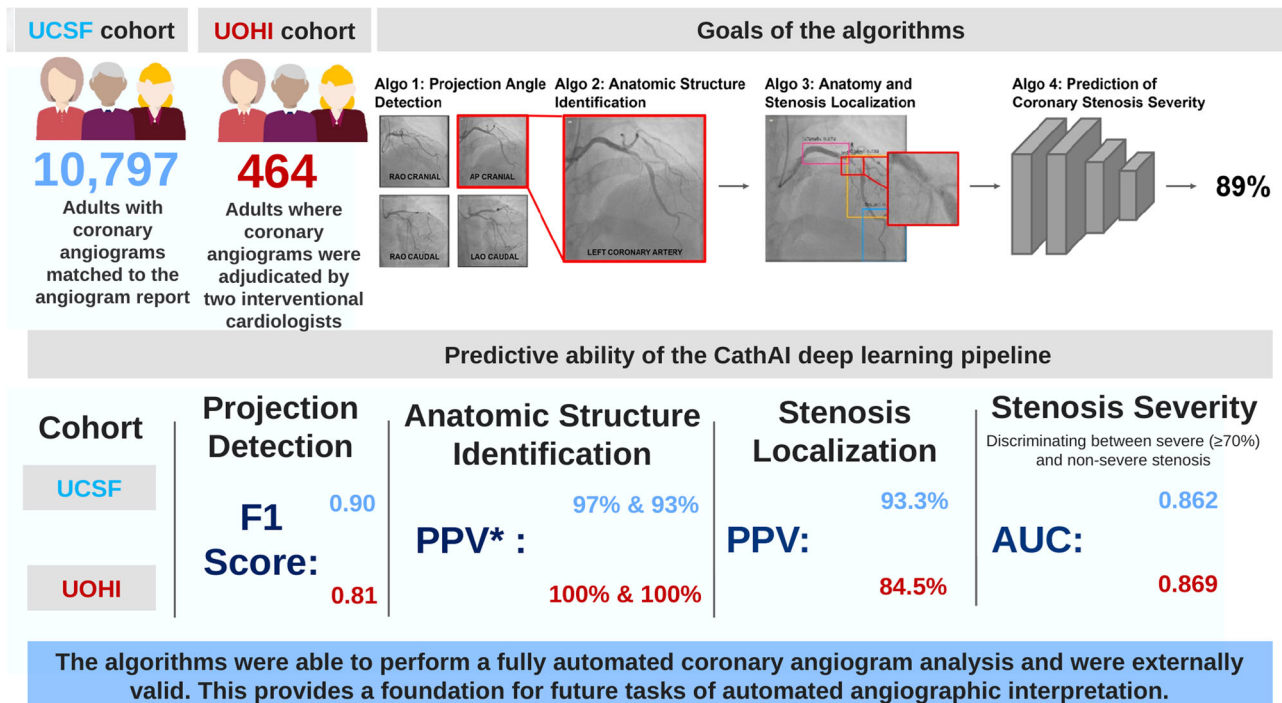 UCSF cohort
UOHI cohort
Goals of the algorithms
10,797
Adults with
coronary
angiograms
matched to the
angiogram report
464
Adults where
coronary
angiograms were
adjudicated by
two interventional
cardiologists
Algo 1: Projection Angle
Detection
RAO CRANIAL
AP CRANIAL
RAO CAUDAL
LAO CAUDAL
Algo 2: Anatomic Structure
Identification
LEFT CORONARY ARTERY
Algo 3: Anatomy and
Stenosis Localization
Algo 4: Prediction of
Coronary Stenosis Severity
89%
Predictive ability of the CathAI deep learning pipeline
Cohort
UCSF
UOHI
Projection
Detection
F1
Score:
0.90
0.81
Anatomic Structure
Identification
PPV* :
97% & 93%
100% & 100%
Stenosis
Localization
PPV:
93.3%
84.5%
Stenosis Severity
Discriminating between severe (≥70%)
and non-severe stenosis
AUC:
0.862
0.869
The algorithms were able to perform a fully automated coronary angiogram analysis and were externally
valid. This provides a foundation for future tasks of automated angiographic interpretation.